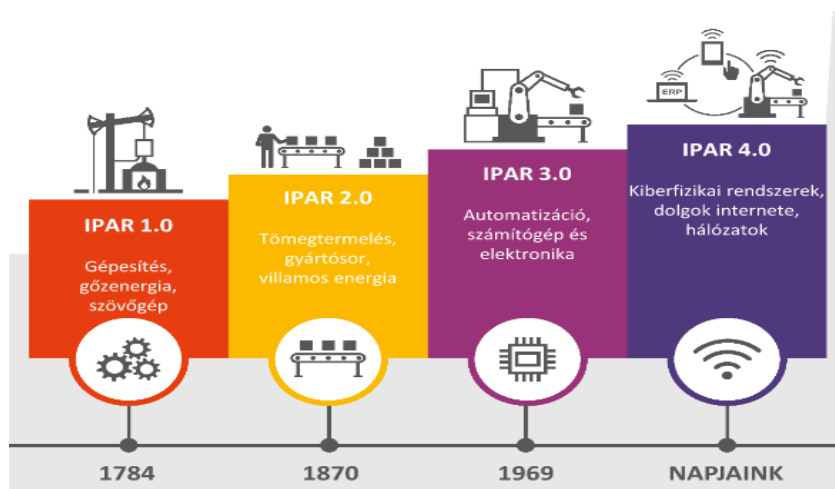 ERP
IPAR 1.0
Gépesítés,
gőzenergia,
szövőgép
IPAR 2.0
Tömegtermelés,
gyártósor,
villamos energia
IPAR 3.0
Automatizáció,
számítógép és
elektronika
IPAR 4.0
Kiberfizikai rendszerek,
dolgok internete,
hálózatok
1784
1870
1969
NAPJAINK